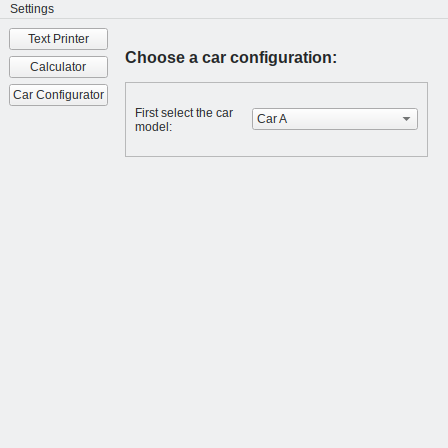 Settings
Text Printer
Calculator
Car Configurator
Choose a car configuration:
First select the car
model:
Car A